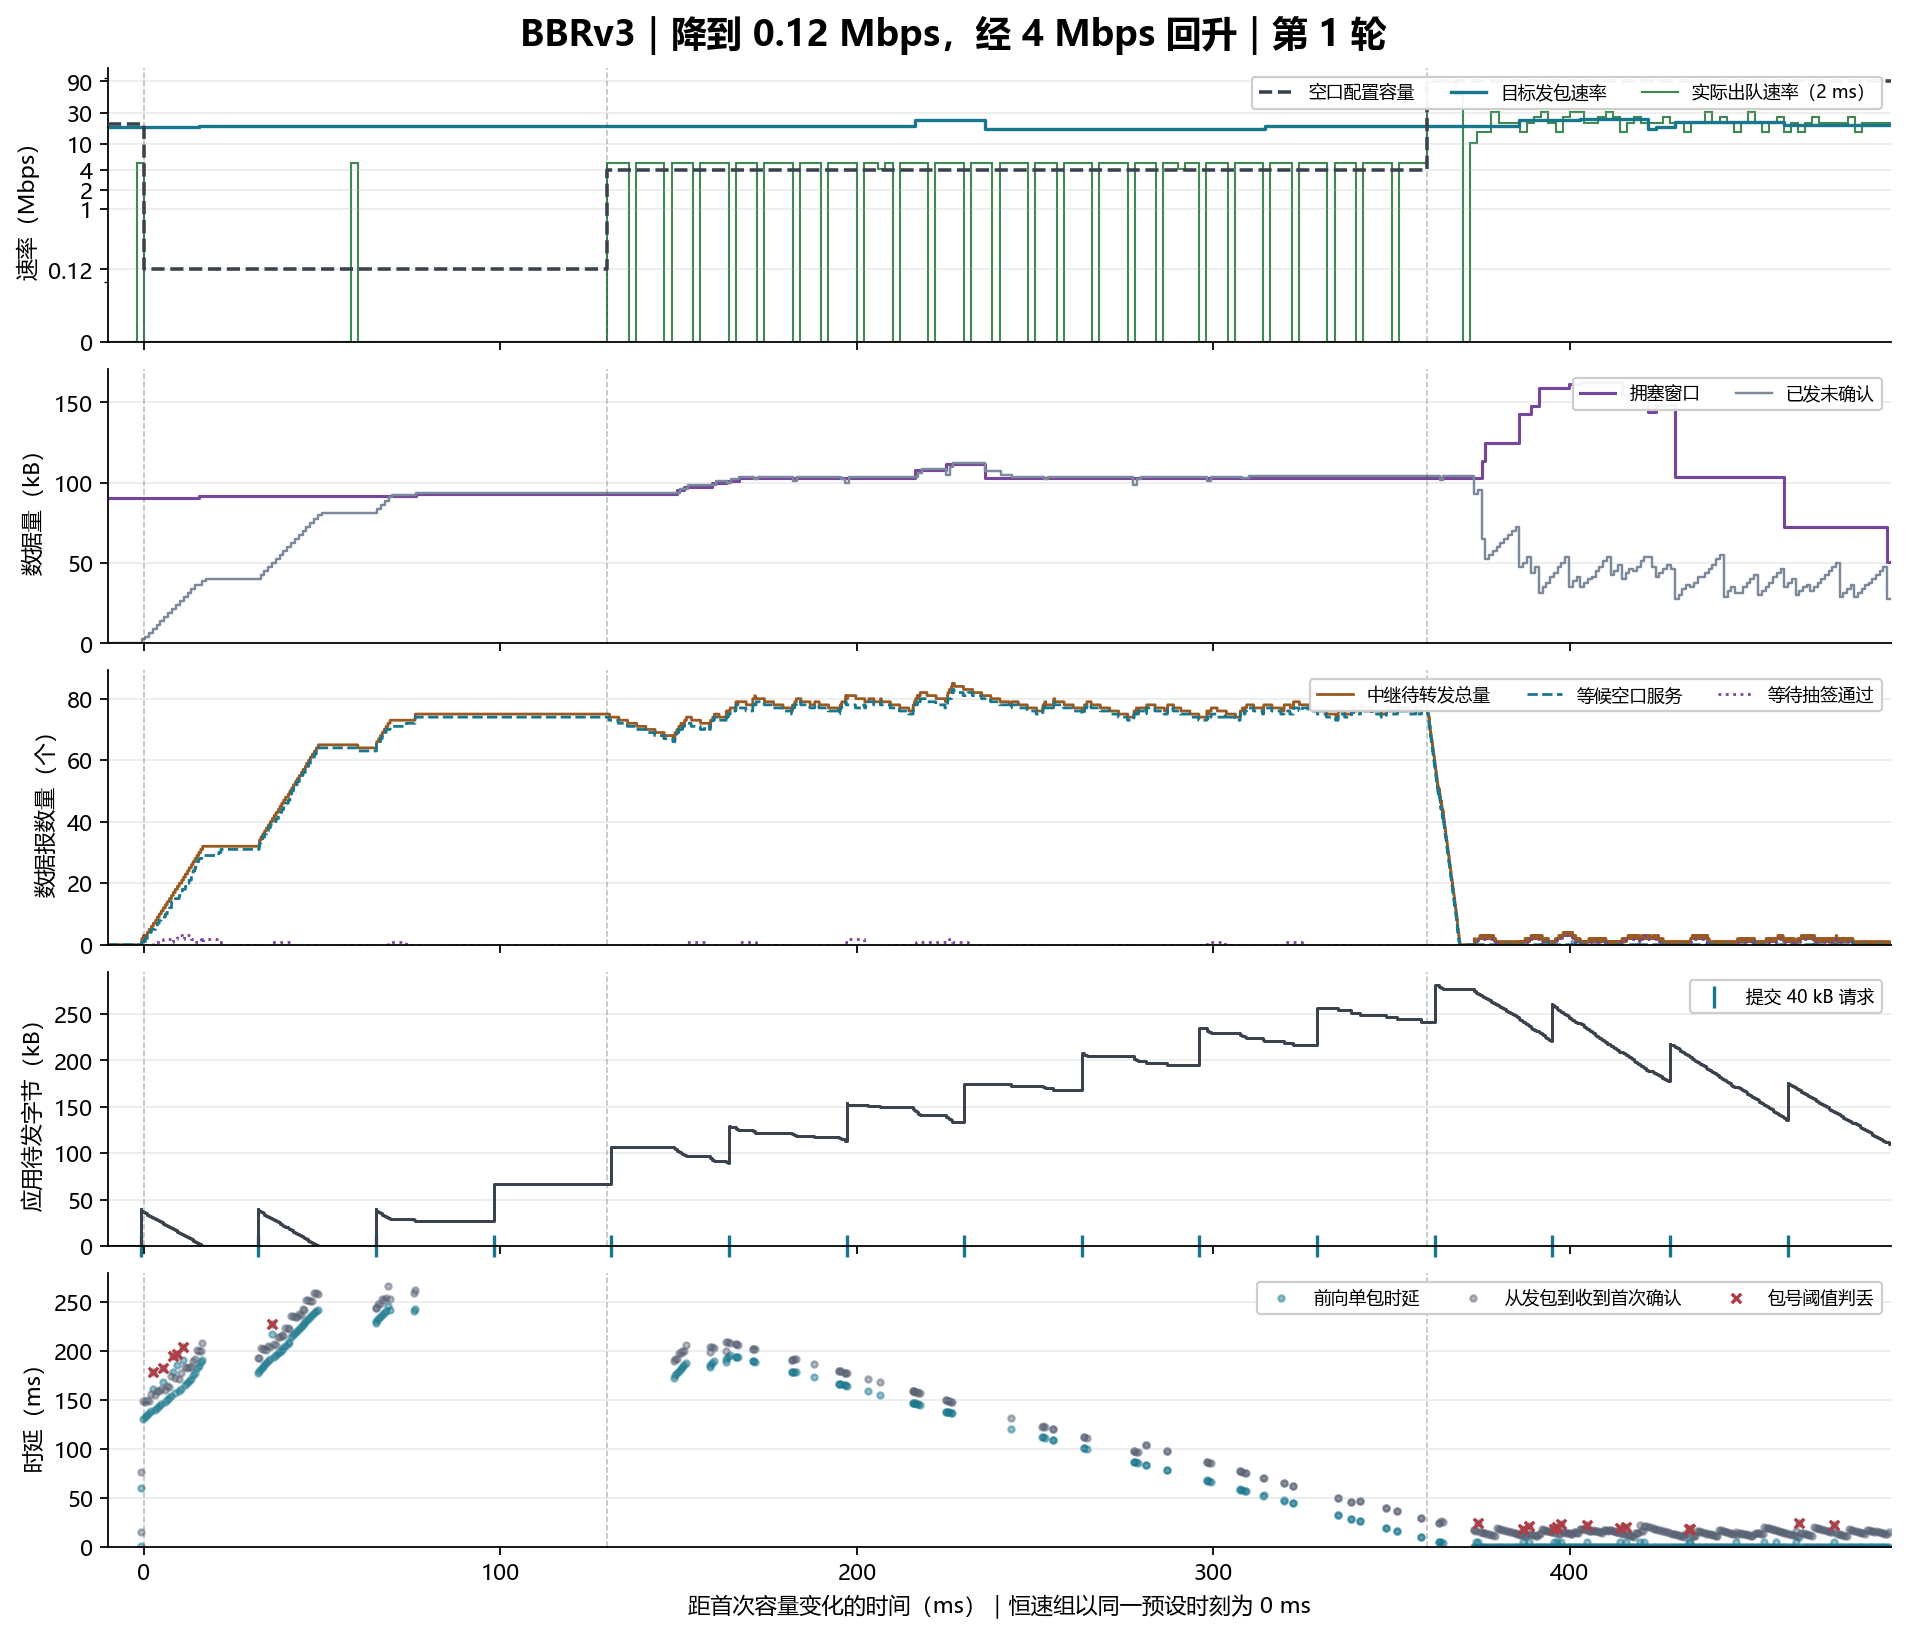 BBRv3｜降到 0.12 Mbps，经 4 Mbps 回升｜第 1 轮
速率（Mbps）
90
30
10
4
2
1
0.12
0
空口配置容量
目标发包速率
实际出队速率（2 ms）
数据量（kB）
150
100
50
0
拥塞窗口
已发未确认
数据报数量（个）
80
60
40
20
0
中继待转发总量
等候空口服务
等待抽签通过
应用待发字节（kB）
250
200
150
100
50
0
提交 40 kB 请求
时延（ms）
250
200
150
100
50
0
前向单包时延
从发包到收到首次确认
包号阈值判丢
0
100
200
300
400
距首次容量变化的时间（ms）｜恒速组以同一预设时刻为 0 ms